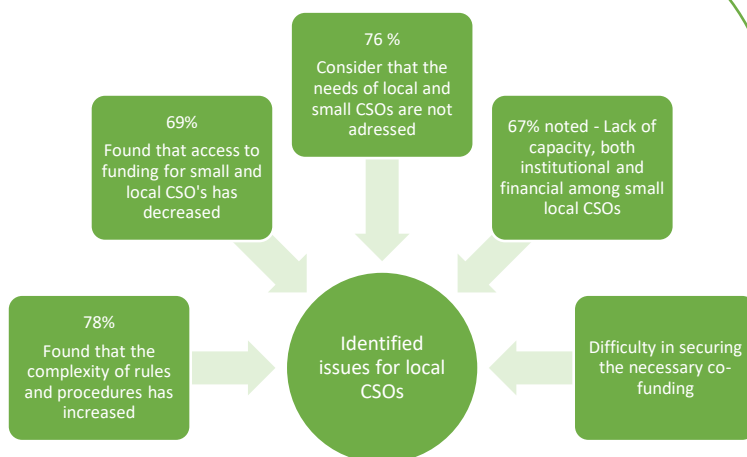 76 %
Consider that the
needs of local and
small CSOs are not
adressed
69%
Found that access to
funding for small and
local CSO's has
decreased
67% noted - Lack of
capacity, both
institutional and
financial among small
local CSOs
78%
Found that the
complexity of rules
and procedures has
increased
Identified
issues for local
CSOs
Difficulty in securing
the necessary co-
funding